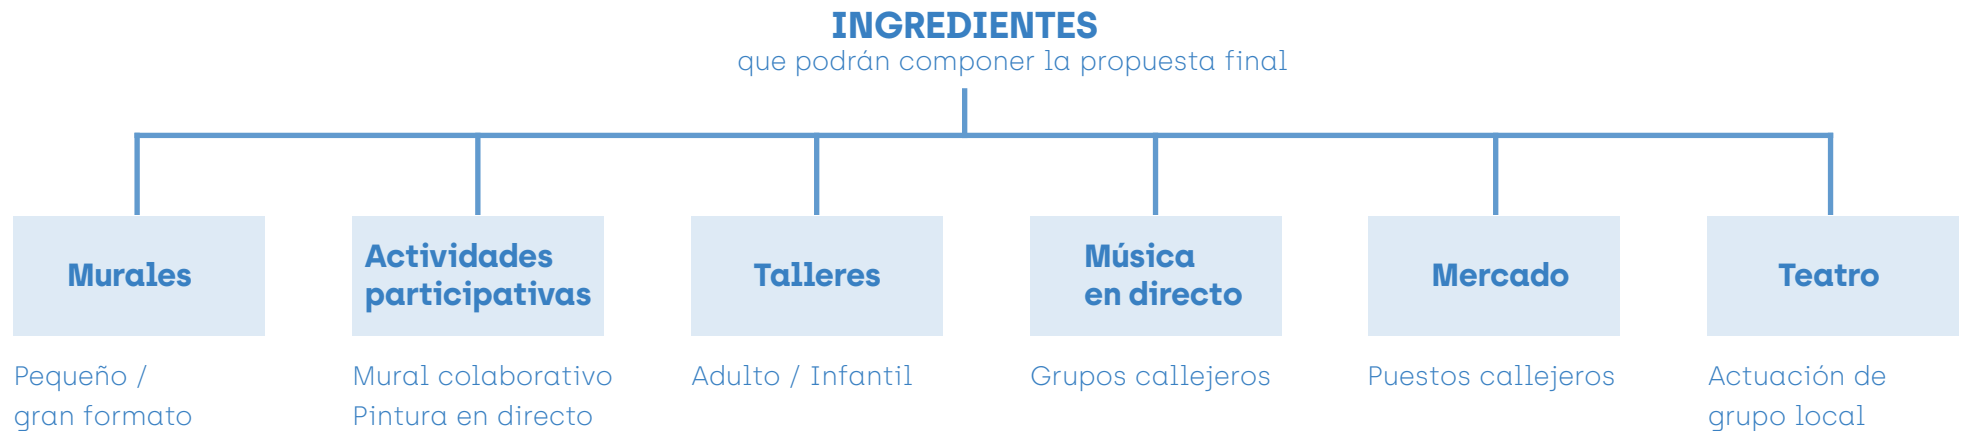 INGREDIENTES
que podrán componer la propuesta final
Murales
Pequeño /
gran formato
Actividades
participativas
Mural colaborativo
Pintura en directo
Talleres
Adulto / Infantil
Música
en directo
Grupos callejeros
Mercado
Puestos callejeros
Teatro
Actuación de
grupo local